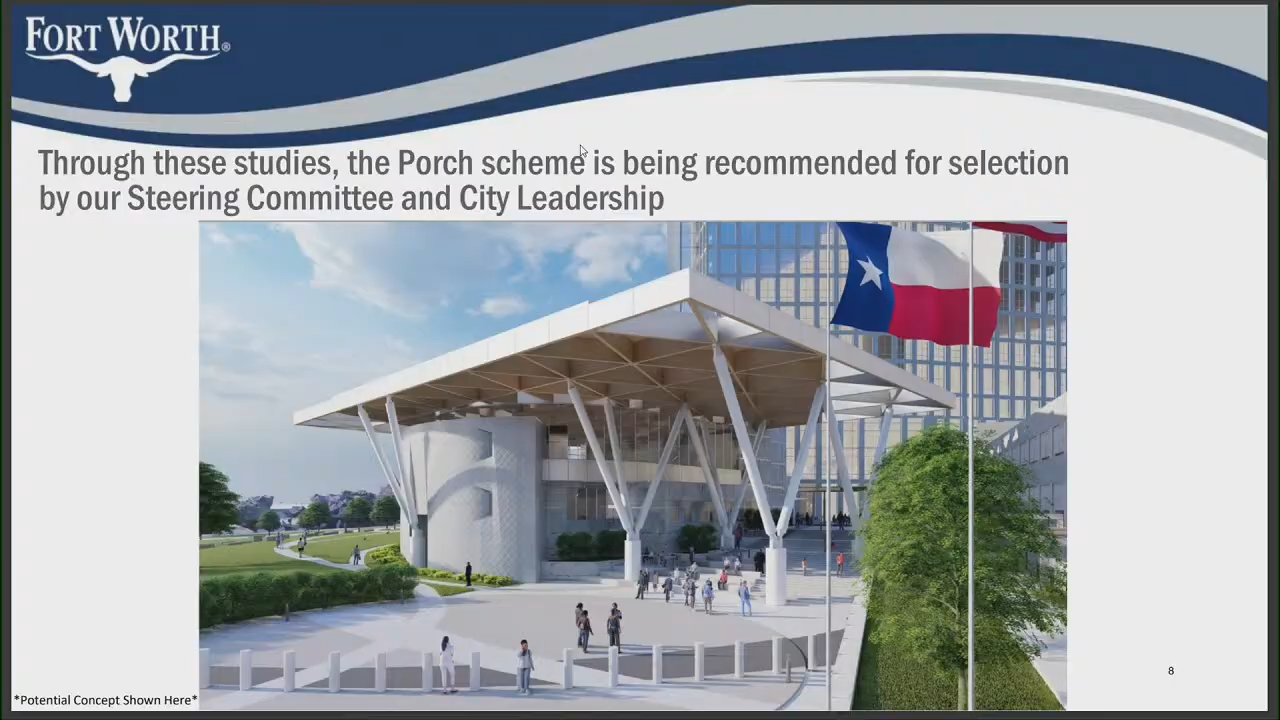 FORT WORTH®
Through these studies, the Porch scheme is being recommended for selection
by our Steering Committee and City Leadership
8
*Potential Concept Shown Here*